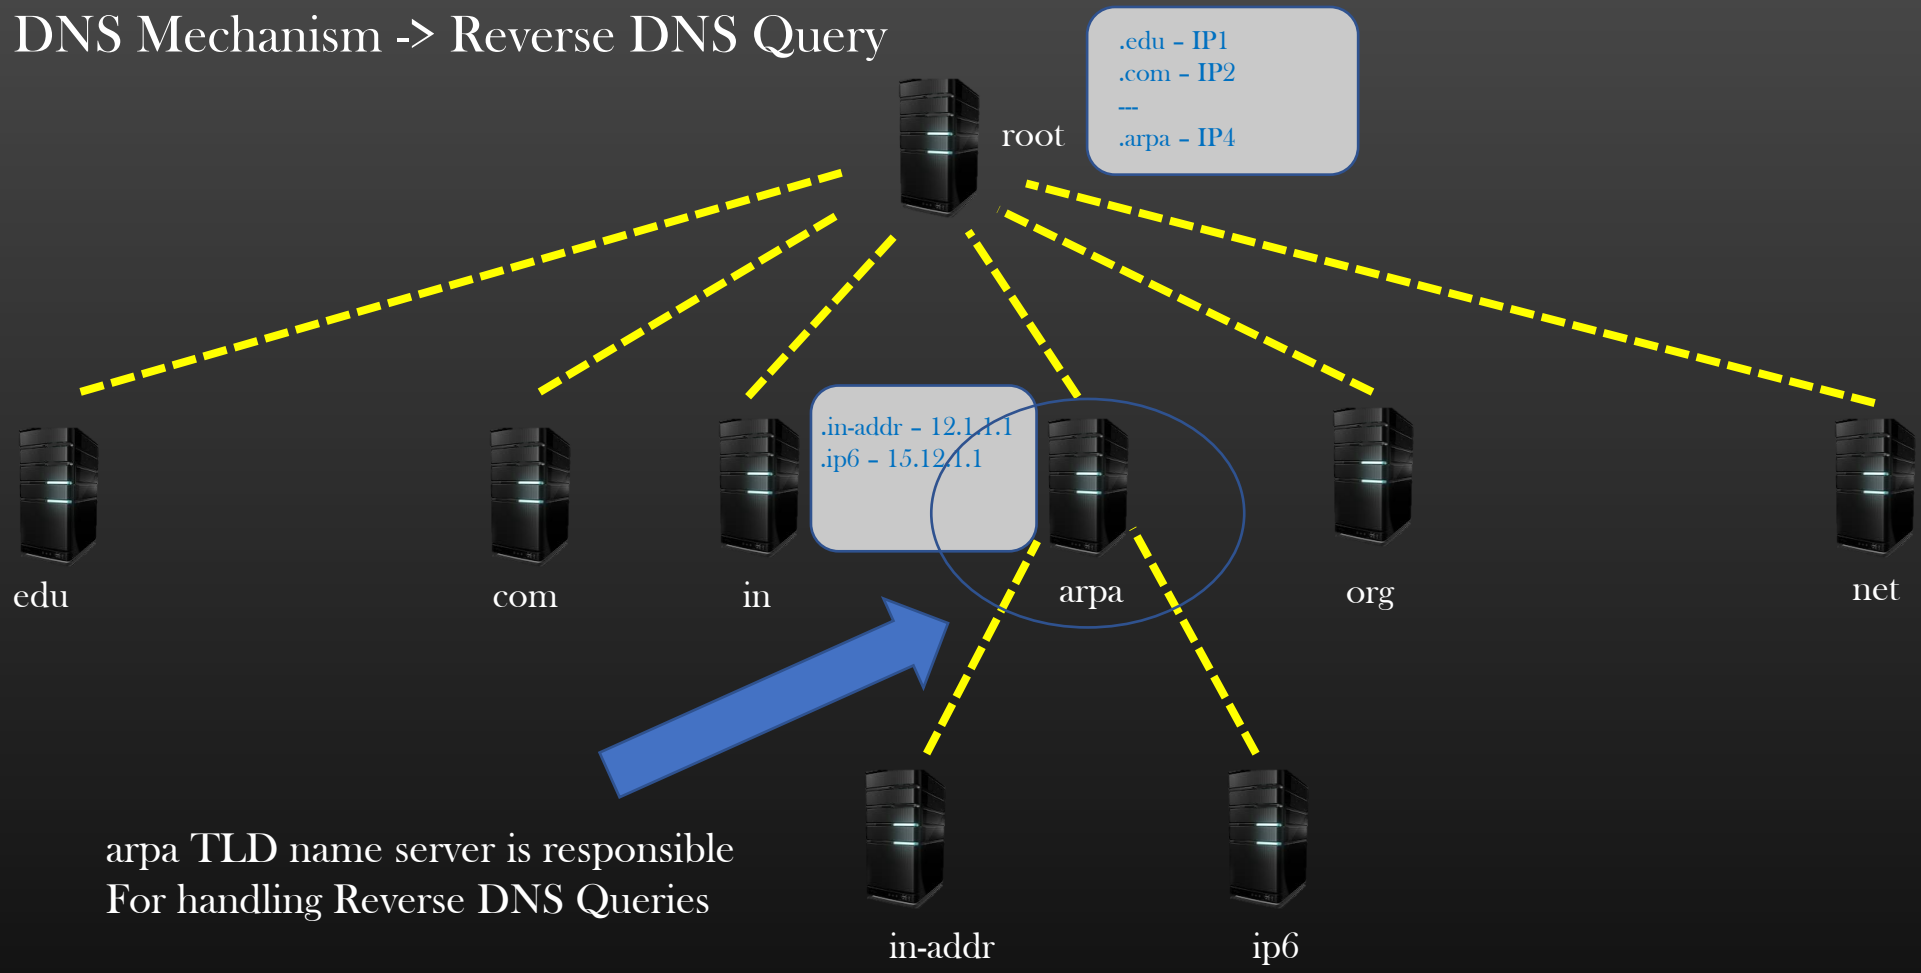 DNS Mechanism -> Reverse DNS Query
.edu – IP1
.com – IP2
---
.arpa – IP4
root
.in-addr – 12.1.1.1
.ip6 – 15.12.1.1
edu
com
in
arpa
org
net
arpa TLD name server is responsible
For handling Reverse DNS Queries
in-addr
ip6